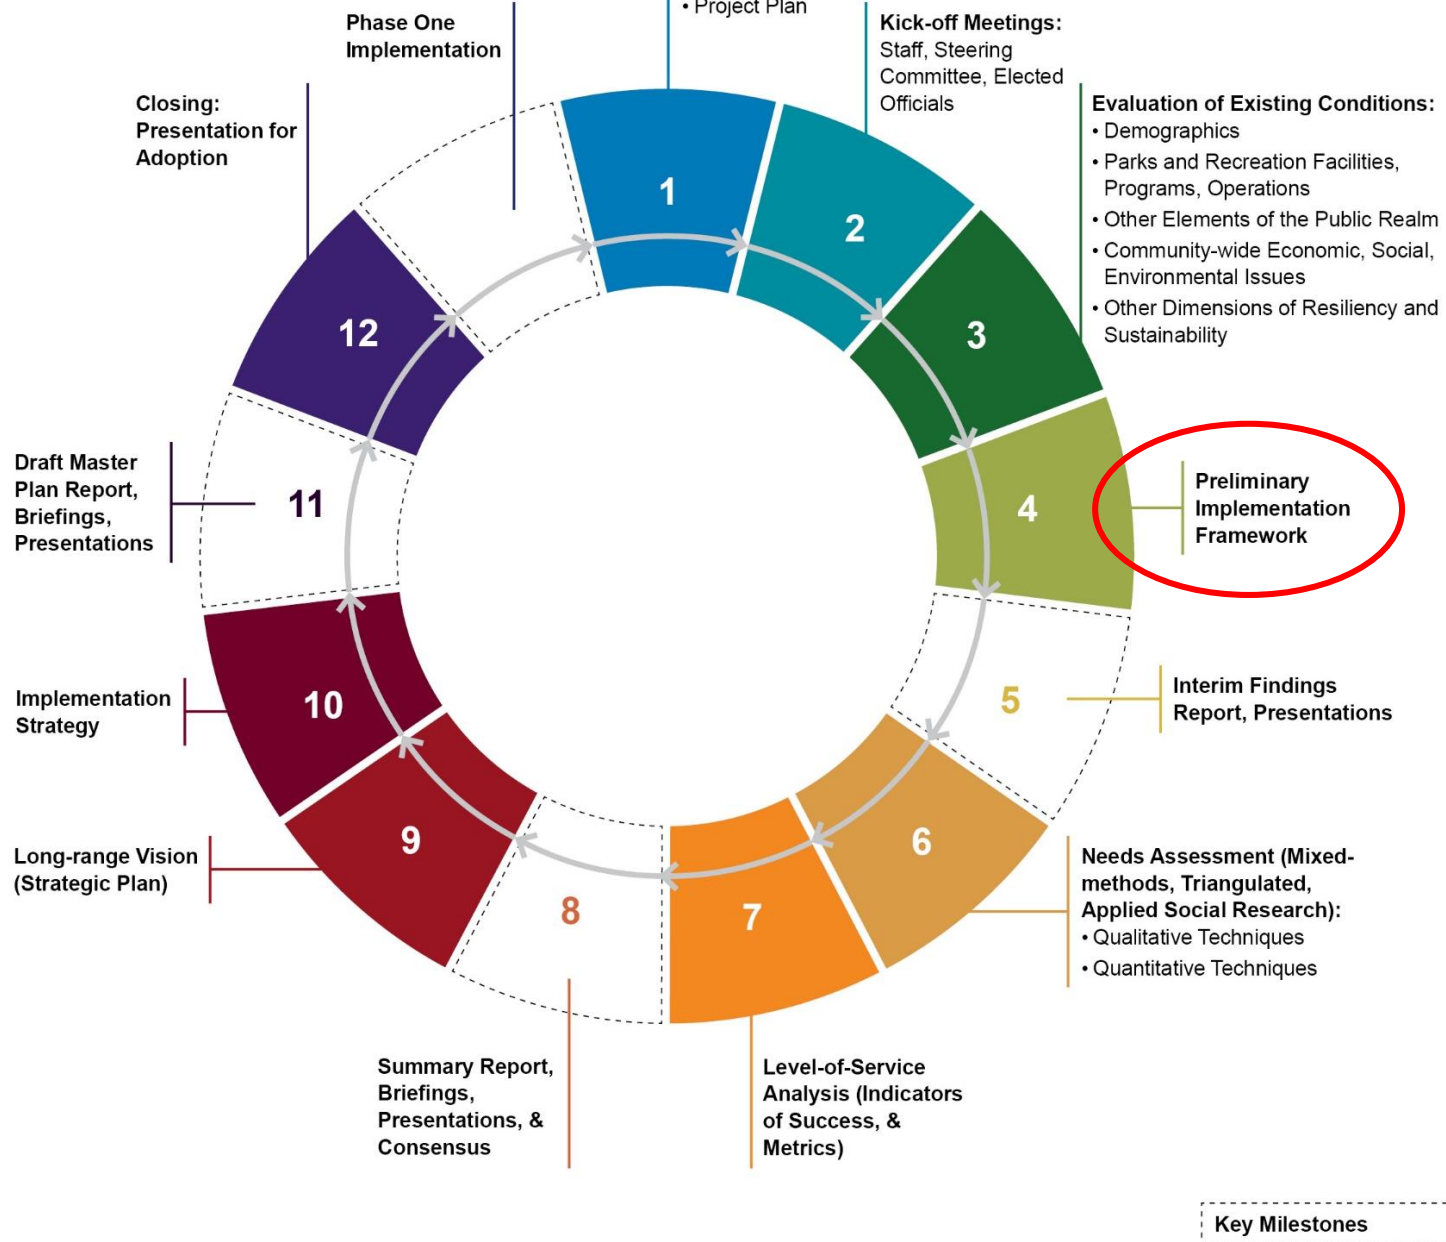 • Project Plan
1
Kick-off Meetings:
Staff, Steering
Committee, Elected
Officials
2
Evaluation of Existing Conditions:
• Demographics
• Parks and Recreation Facilities,
Programs, Operations
• Other Elements of the Public Realm
• Community-wide Economic, Social,
Environmental Issues
• Other Dimensions of Resiliency and
Sustainability
3
Preliminary
Implementation
Framework
4
Interim Findings
Report, Presentations
5
Needs Assessment (Mixed-
methods, Triangulated,
Applied Social Research):
• Qualitative Techniques
• Quantitative Techniques
6
Level-of-Service
Analysis (Indicators
of Success, &
Metrics)
7
Summary Report,
Briefings,
Presentations, &
Consensus
8
Long-range Vision
(Strategic Plan)
9
Implementation
Strategy
10
Draft Master
Plan Report,
Briefings,
Presentations
11
Closing:
Presentation for
Adoption
12
Phase One
Implementation
Key Milestones